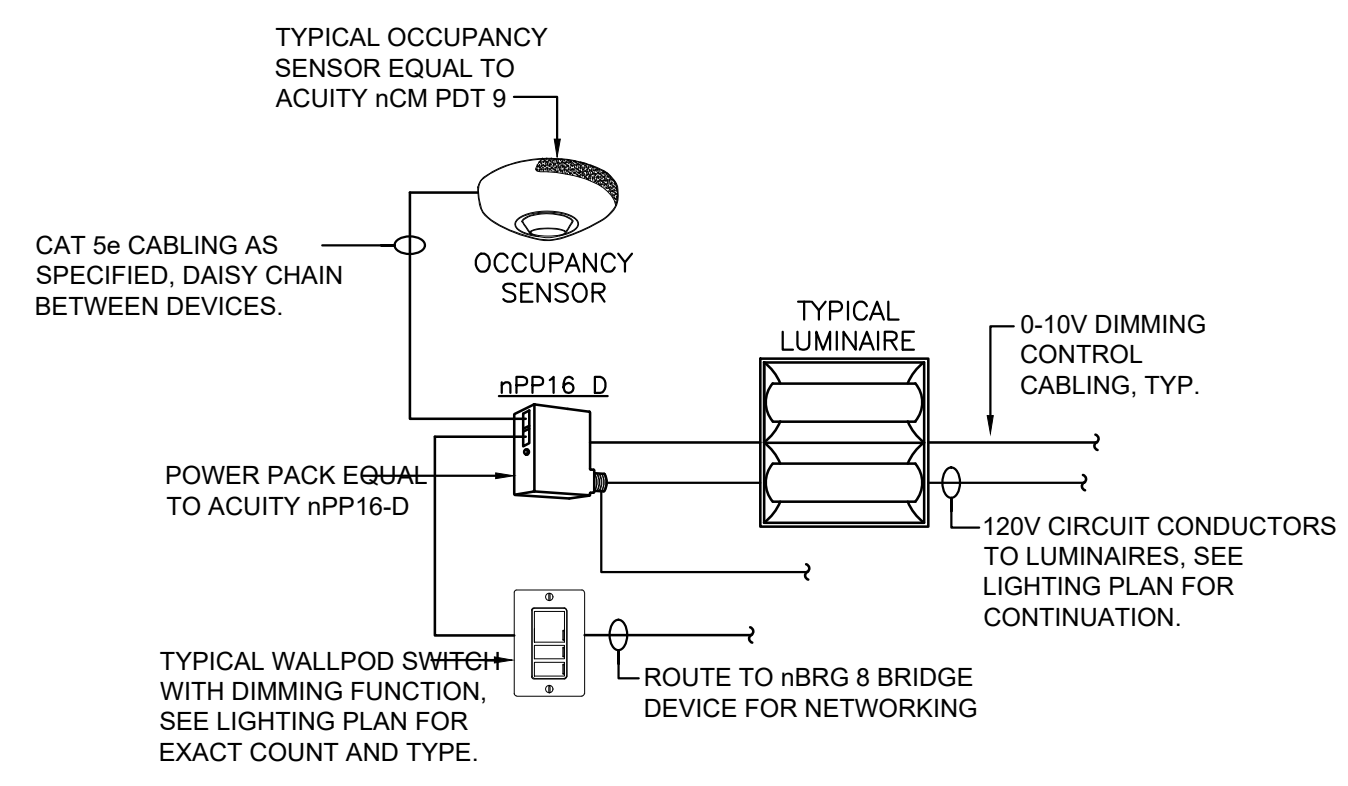 TYPICAL OCCUPANCY
SENSOR EQUAL TO
ACUITY nCM PDT 9
CAT 5e CABLING AS
SPECIFIED, DAISY CHAIN
BETWEEN DEVICES.
OCCUPANCY
SENSOR
TYPICAL
LUMINAIRE
0-10V DIMMING
CONTROL
CABLING, TYP.
nPP16 D
POWER PACK EQUAL
TO ACUITY nPP16-D
120V CIRCUIT CONDUCTORS
TO LUMINAIRES, SEE
LIGHTING PLAN FOR
CONTINUATION.
TYPICAL WALLPOD SWITCH
WITH DIMMING FUNCTION,
SEE LIGHTING PLAN FOR
EXACT COUNT AND TYPE.
ROUTE TO nBRG 8 BRIDGE
DEVICE FOR NETWORKING